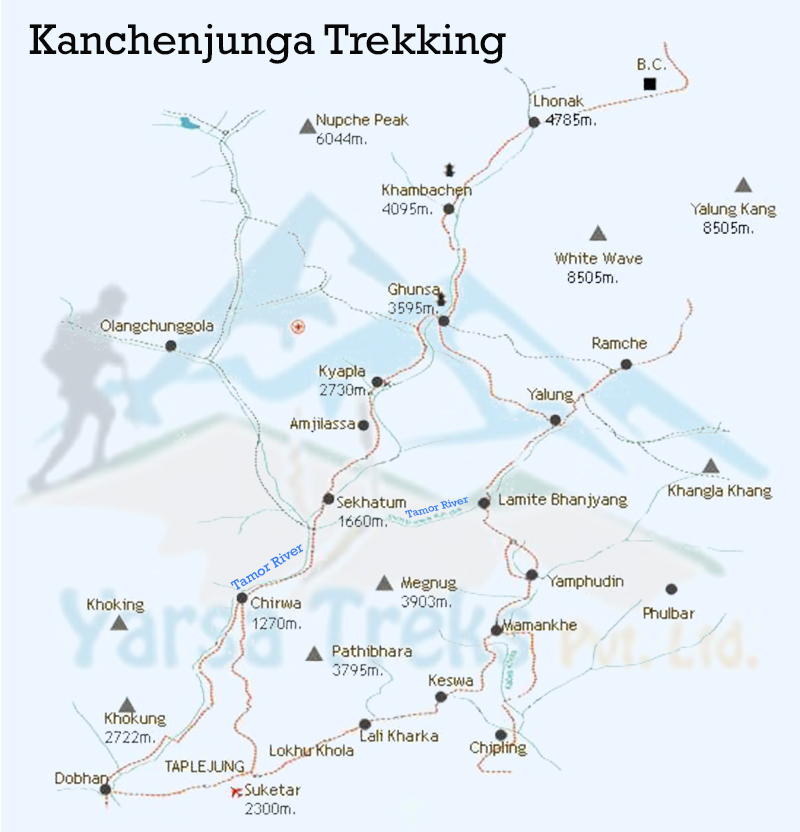 Kanchenjunga Trekking
B.C.
Lhonak
4785m.
Nupche Peak
6044m.
Khambachen
4095m.
Yalung Kang
8505m.
White Wave
8505m.
Ghunsa
3595m.
Olangchunggola
Ramche
Kyapla
2730m.
Yalung
Amjilassa
Khangla Khang
Sekhatum
1660m.
Tamor River
Lamite Bhanjyang
Tamor River
Chirwa
1270m.
Megnug
3903m.
Yamphudin
Phulbar
Khoking
Mamankhe
Yarsa Treks Pvt. Ltd.
Pathibhara
3795m.
Keswa
Khokung
2722m.
Lali Kharka
Chipling
Lokhu Khola
TAPLEJUNG
Dobhan
Suketar
2300m.